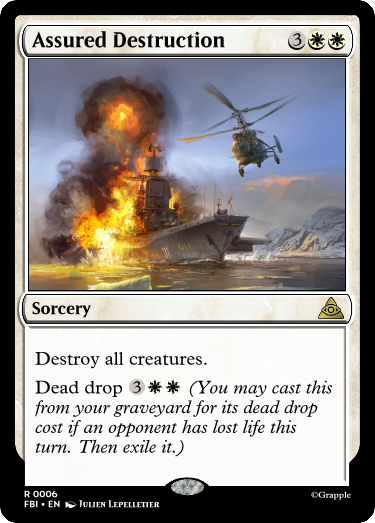 Assured Destruction 3
Sorcery
Destroy all creatures.
Dead drop 3 (You may cast this
from your graveyard for its dead drop
cost if an opponent has lost life this
turn. Then exile it.)
R 0006
FBI • EN Julien Lepelletier
©Grapple